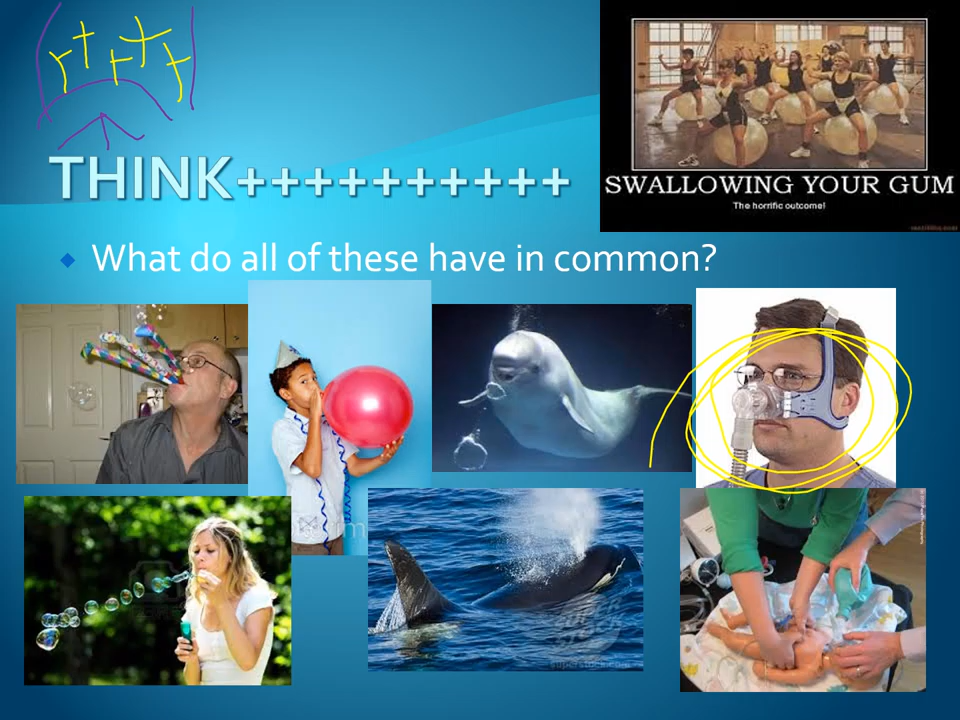 THINK++++++++++
SWALLOWING YOUR GUM
The horrific outcome!
What do all of these have in common?